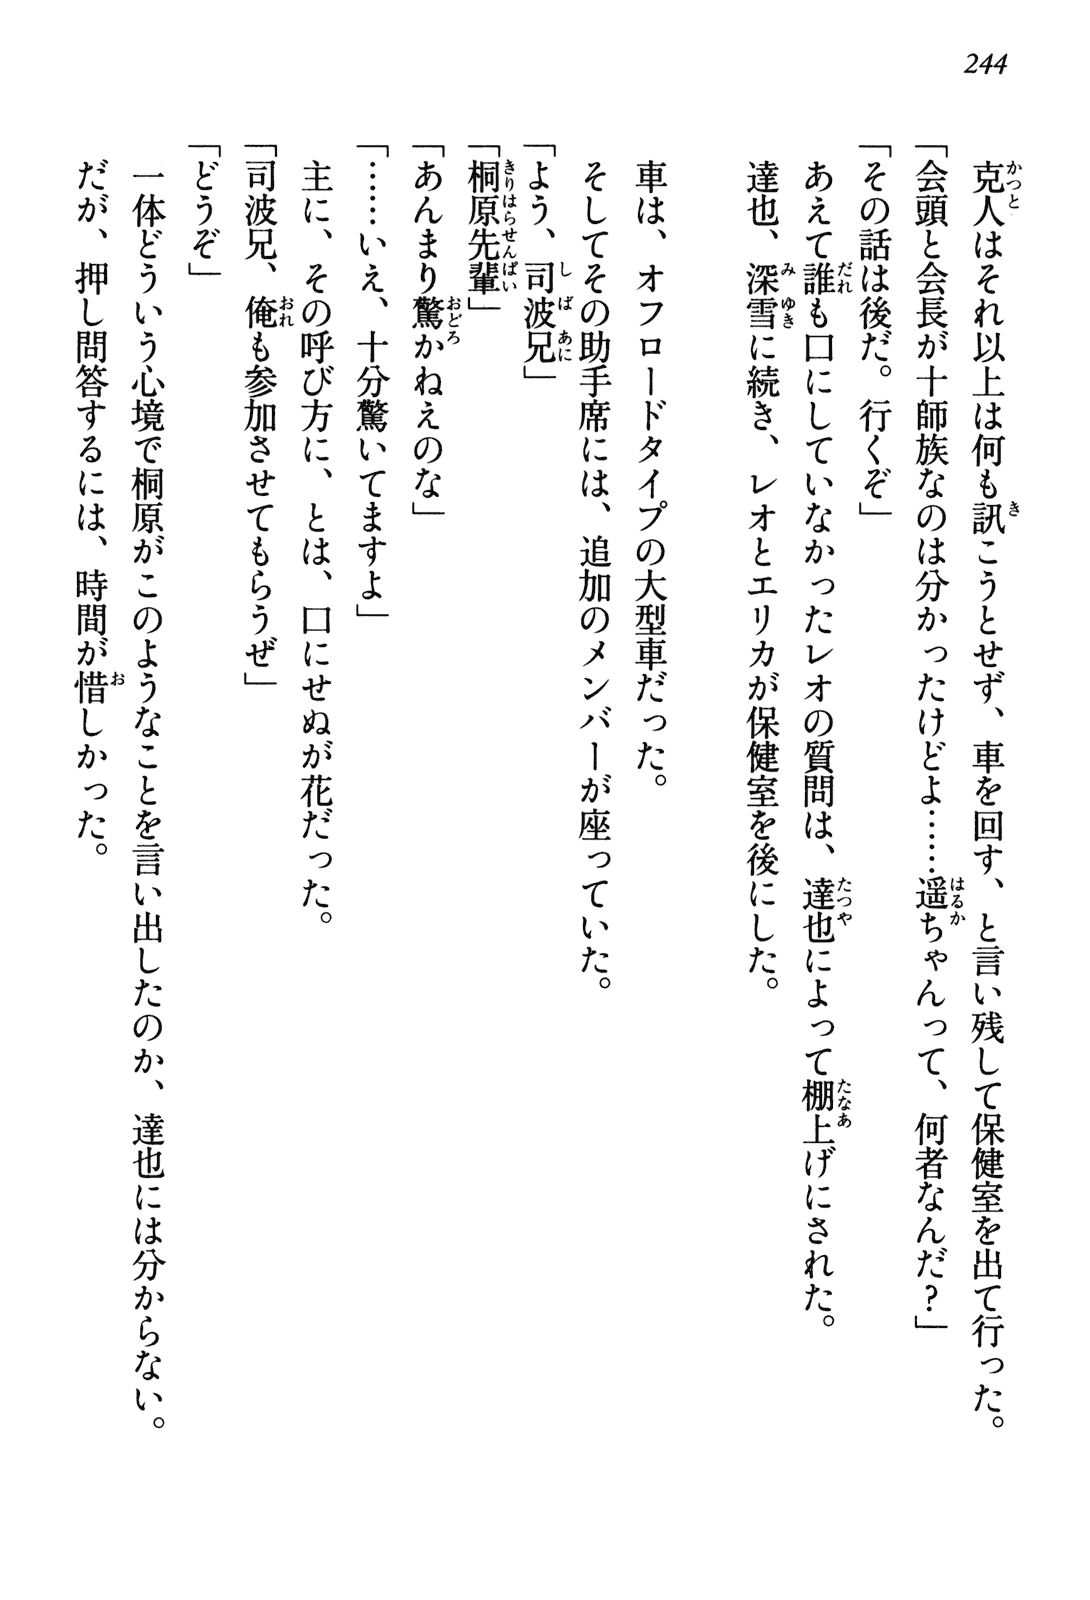 244
克人はそれ以上は何も訊こうとせず、車を回す、と言い残して保健室を出て行った。
「会頭と会長が十師族なのは分かったけどよ……遥ちゃんって、何者なんだ？」
「その話は後だ。行くぞ」
あえて誰も口にしていなかったレオの質問は、達也によって棚上げにされた。
達也、深雪に続き、レオとエリカが保健室を後にした。
車は、オフロードタイプの大型車だった。
そしてその助手席には、追加のメンバーが座っていた。
「よう、司波兄」
「桐原先輩」
「あんまり驚かねえのな」
「……いえ、十分驚いてますよ」
主に、その呼び方に、とは、口にせぬが花だった。
「司波兄、俺も参加させてもらうぜ」
「どうぞ」
一体どういう心境で桐原がこのようなことを言い出したのか、達也には分からない。
だが、押し問答するには、時間が惜しかった。